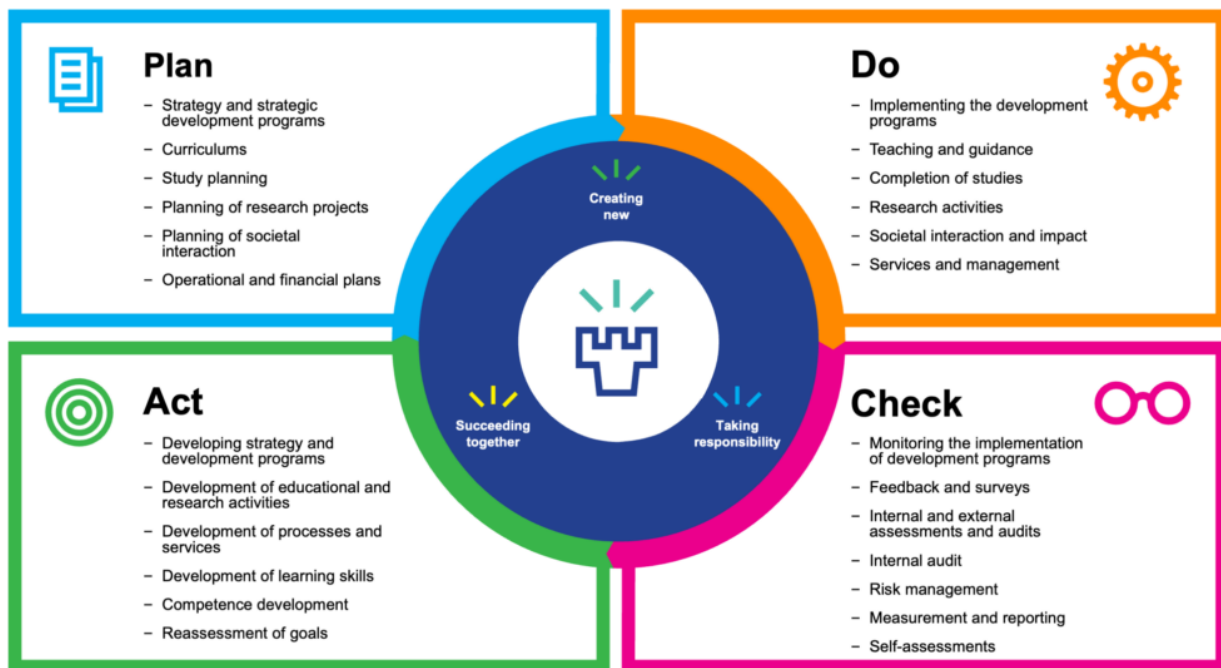 Plan
– Strategy and strategic
development programs
– Curriculums
– Study planning
– Planning of research projects
– Planning of societal
interaction
– Operational and financial plans
Do
– Implementing the development
programs
– Teaching and guidance
– Completion of studies
– Research activities
– Societal interaction and impact
– Services and management
Creating
new
Succeeding
together
Taking
responsibility
Act
– Developing strategy and
development programs
– Development of educational and
research activities
– Development of processes and
services
– Development of learning skills
– Competence development
– Reassessment of goals
Check
– Monitoring the implementation
of development programs
– Feedback and surveys
– Internal and external
assessments and audits
– Internal audit
– Risk management
– Measurement and reporting
– Self-assessments